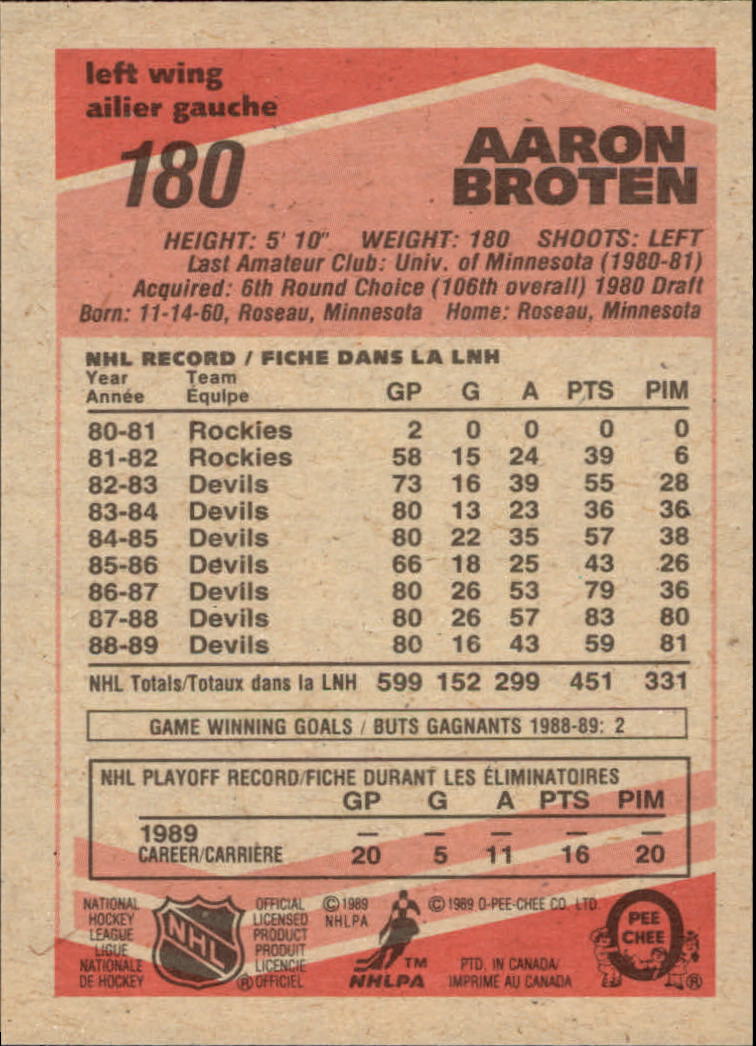 left wing
ailier gauche
180
AARON
BROTEN
HEIGHT: 5' 10" WEIGHT: 180 SHOOTS: LEFT
Last Amateur Club: Univ. of Minnesota (1980-81)
Acquired: 6th Round Choice (106th overall) 1980 Draft
Born: 11-14-60, Roseau, Minnesota Home: Roseau, Minnesota
NHL RECORD / FICHE DANS LA LNH
Year Team
Année Équipe GP G A PTS PIM
80-81 Rockies 2 0 0 0 0
81-82 Rockies 58 15 24 39 6
82-83 Devils 73 16 39 55 28
83-84 Devils 80 13 23 36 36
84-85 Devils 80 22 35 57 38
85-86 Devils 66 18 25 43 26
86-87 Devils 80 26 53 79 36
87-88 Devils 80 26 57 83 80
88-89 Devils 80 16 43 59 81
NHL Totals/Totaux dans la LNH 599 152 299 451 331
GAME WINNING GOALS / BUTS GAGNANTS 1988-89: 2
NHL PLAYOFF RECORD/FICHE DURANT LES ÉLIMINATOIRES
GP G A PTS PIM
1989 — — — — —
CAREER/CARRIÈRE 20 5 11 16 20
NATIONAL
HOCKEY
LEAGUE
LIGUE
NATIONALE
DE HOCKEY
NHL
®
OFFICIAL
LICENSED
PRODUCT
PRODUIT
LICENCIE
OFFICIEL
© 1989
NHLPA
TM
NHLPA
© 1989 O-PEE-CHEE CO. LTD.
PTD. IN CANADA/
IMPRIMÉ AU CANADA
O
PEE
CHEE
®